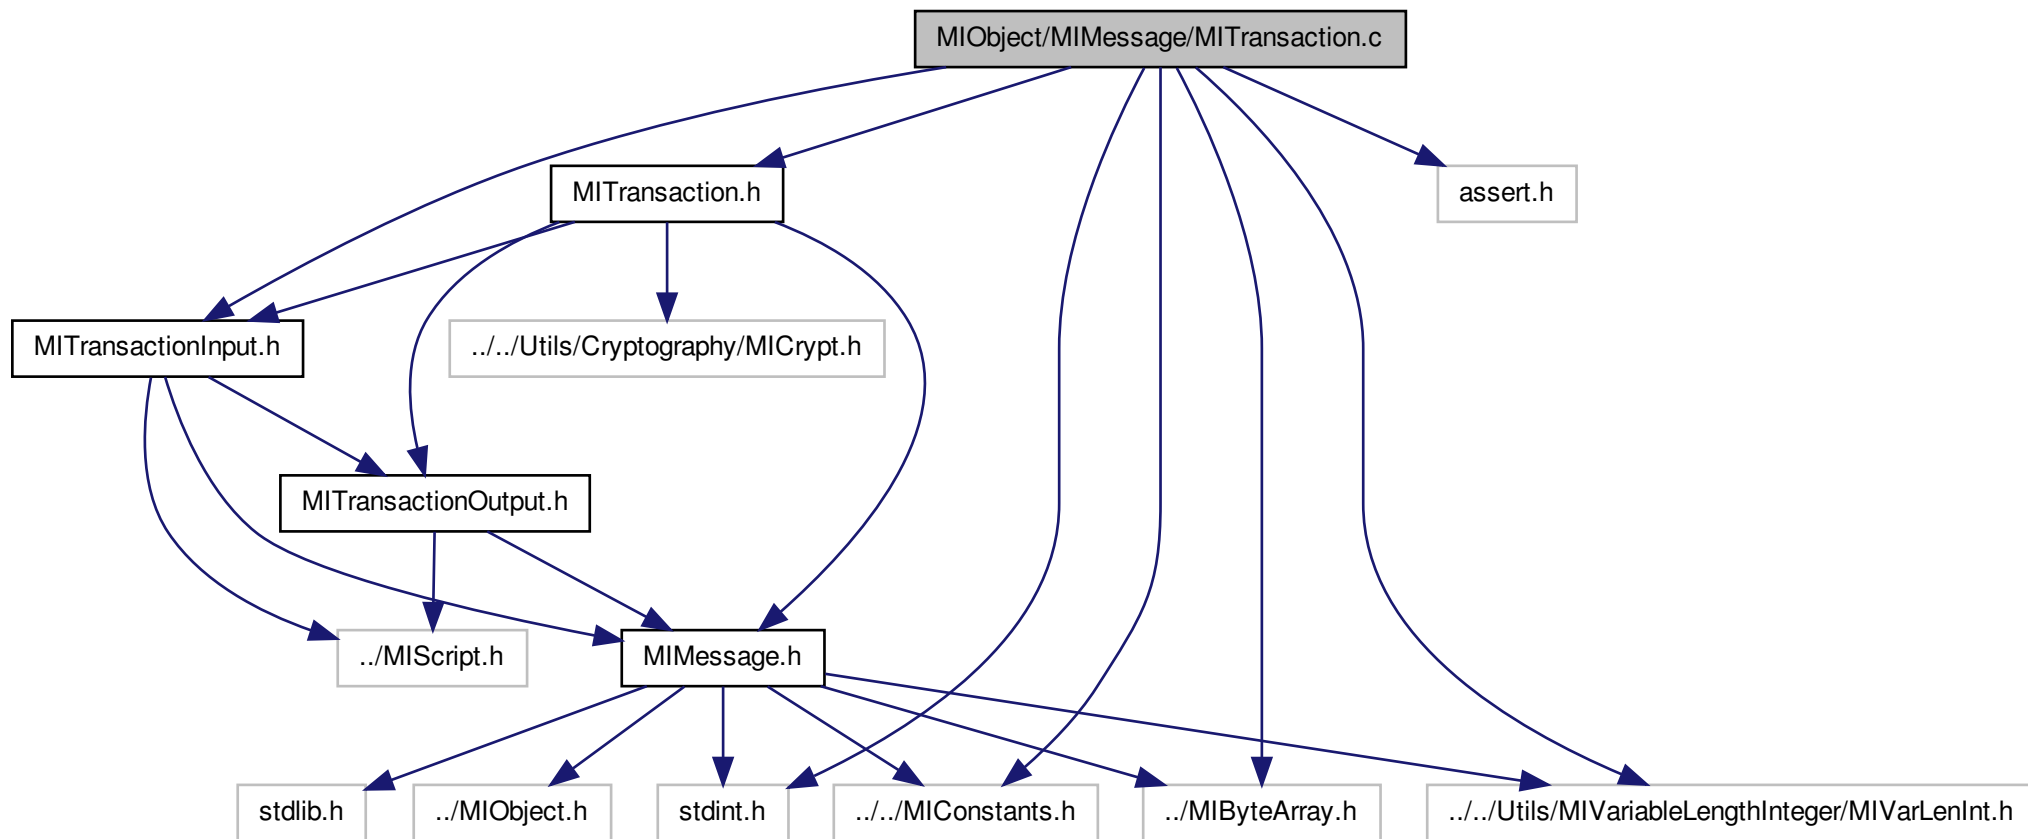 MIObject/MIMessage/MITransaction.c
MITransaction.h
assert.h
MITransactionInput.h
../../Utils/Cryptography/MICrypt.h
MITransactionOutput.h
../MIScript.h
MIMessage.h
stdlib.h
../MIObject.h
stdint.h
../../MIConstants.h
../MIByteArray.h
../../Utils/MIVariableLengthInteger/MIVarLenInt.h